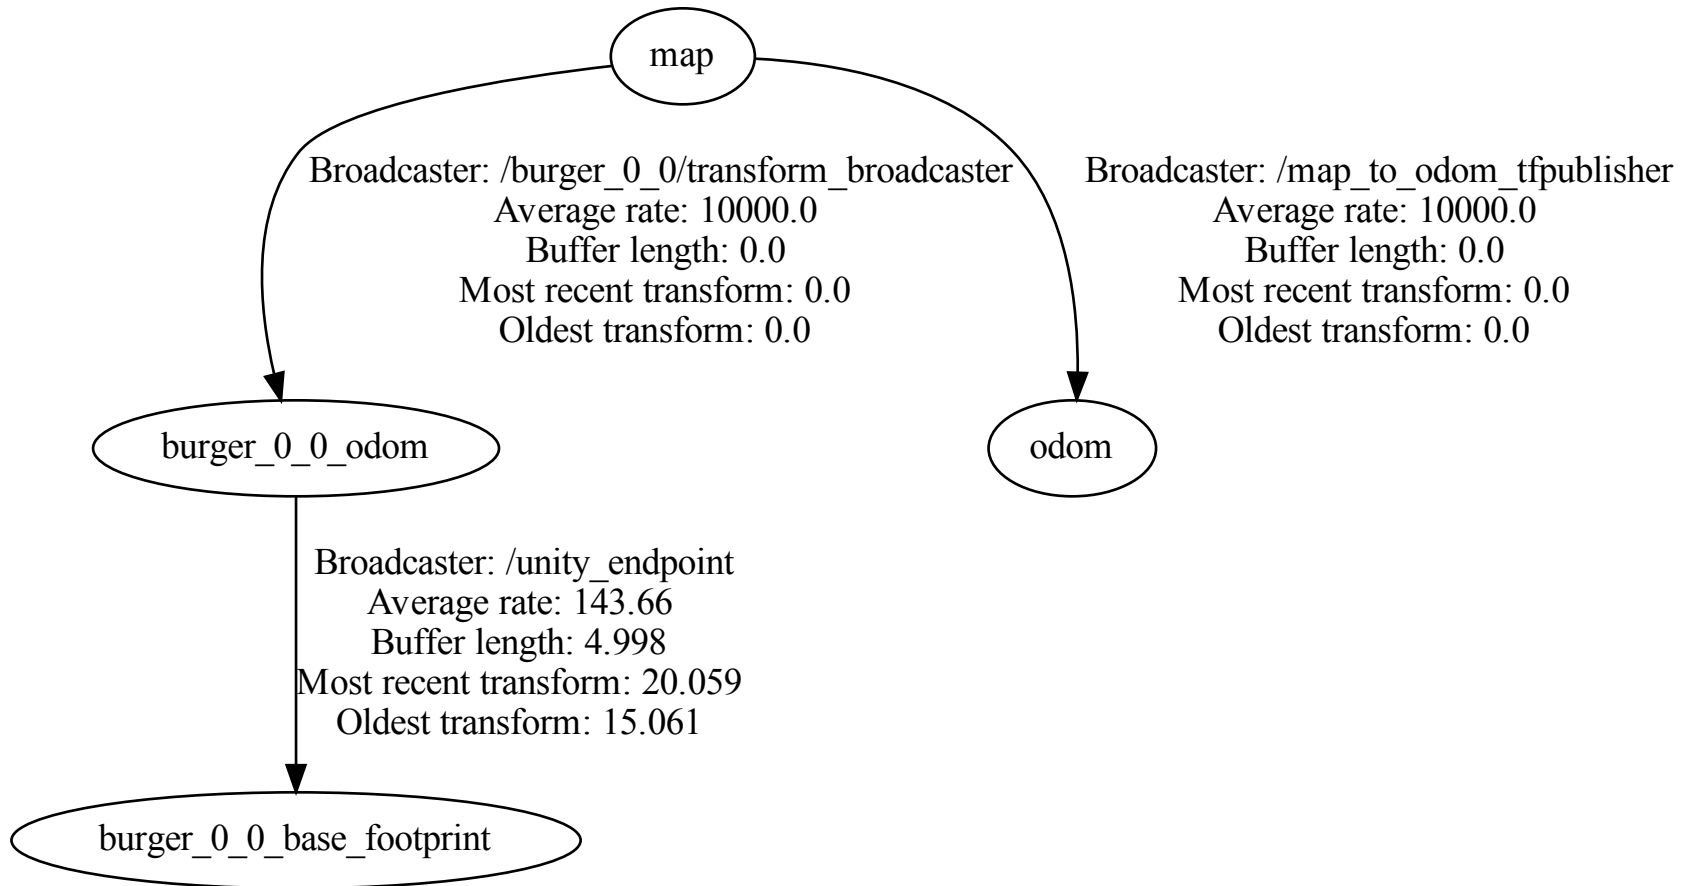 map
Broadcaster: /burger_0_0/transform_broadcaster
Average rate: 10000.0
Buffer length: 0.0
Most recent transform: 0.0
Oldest transform: 0.0
Broadcaster: /map_to_odom_tfpublisher
Average rate: 10000.0
Buffer length: 0.0
Most recent transform: 0.0
Oldest transform: 0.0
burger_0_0_odom
odom
Broadcaster: /unity_endpoint
Average rate: 143.66
Buffer length: 4.998
Most recent transform: 20.059
Oldest transform: 15.061
burger_0_0_base_footprint